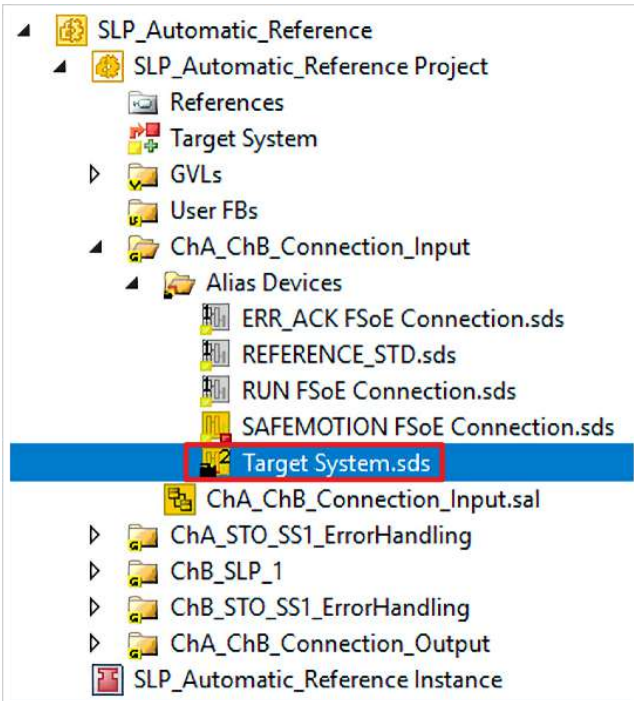 SLP_Automatic_Reference
SLP_Automatic_Reference Project
References
Target System
GVLs
User FBs
ChA_ChB_Connection_Input
Alias Devices
ERR_ACK FSoE Connection.sds
REFERENCE_STD.sds
RUN FSoE Connection.sds
SAFEMOTION FSoE Connection.sds
Target System.sds
ChA_ChB_Connection_Input.sal
ChA_STO_SS1_ErrorHandling
ChB_SLP_1
ChB_STO_SS1_ErrorHandling
ChA_ChB_Connection_Output
SLP_Automatic_Reference Instance